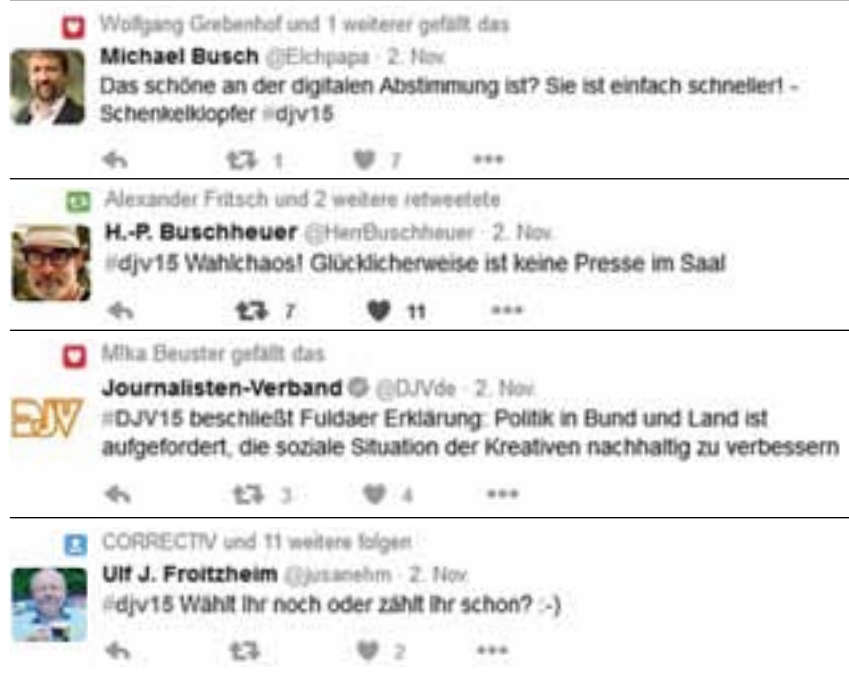 Wolfgang Grebenhof und 1 weiterer gefällt das
Michael Busch @Elchpapa · 2. Nov.
Das schöne an der digitalen Abstimmung ist? Sie ist einfach schneller! -
Schenkelklopfer #djv15
1 7
Alexander Fritsch und 2 weitere retweetete
H.-P. Buschheuer @HerrBuschheuer · 2. Nov.
#djv15 Wahlchaos! Glücklicherweise ist keine Presse im Saal
7 11
Mika Beuster gefällt das
Journalisten-Verband @DJVde · 2. Nov.
DJV
#DJV15 beschließt Fuldaer Erklärung: Politik in Bund und Land ist
aufgefordert, die soziale Situation der Kreativen nachhaltig zu verbessern
3 4
CORRECTIV und 11 weitere folgen
Ulf J. Froitzheim @jusanehm · 2. Nov.
#djv15 Wählt Ihr noch oder zählt Ihr schon? :-)
2